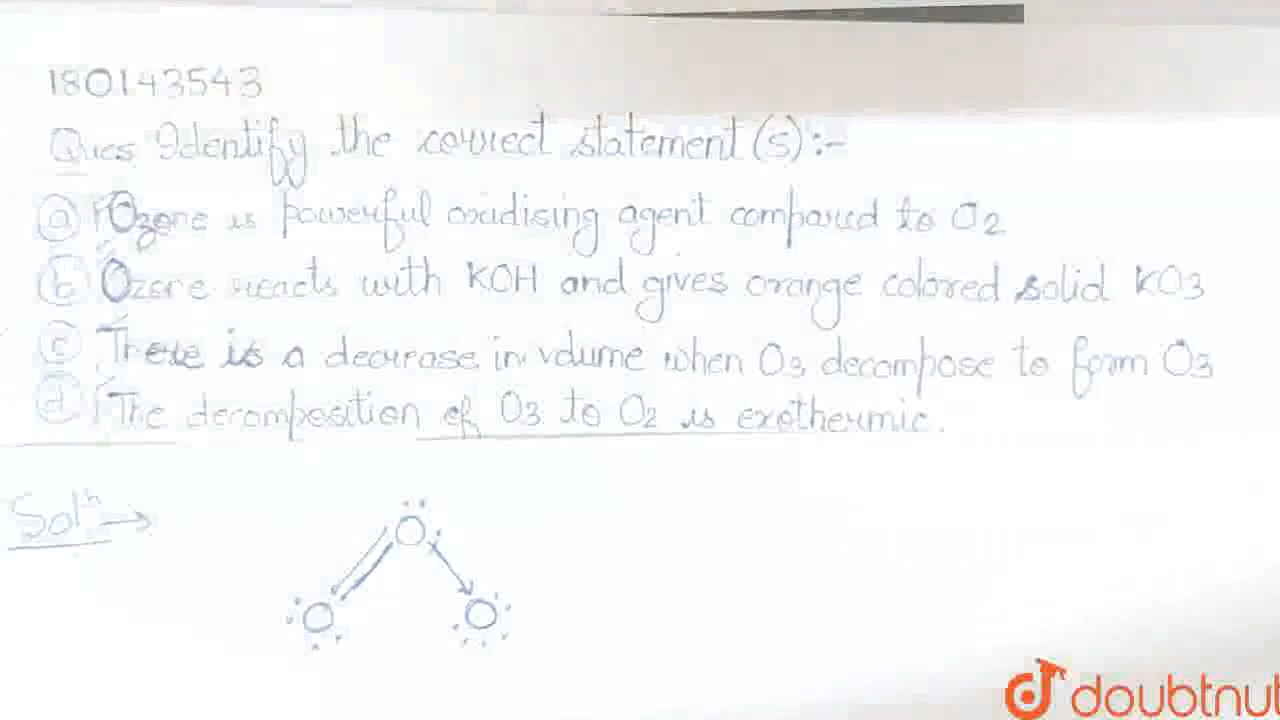 180143543
Ques Identify the correct statement(s):-
(a) Ozone is powerful oxidising agent compared to O2
(b) Ozone reacts with KOH and gives orange colored solid KO3
(c) There is a decrease in volume when O3 decompose to form O3
(d) The decomposition of O3 to O2 is exothermic.
Solⁿ →
O
O O
doubtnut